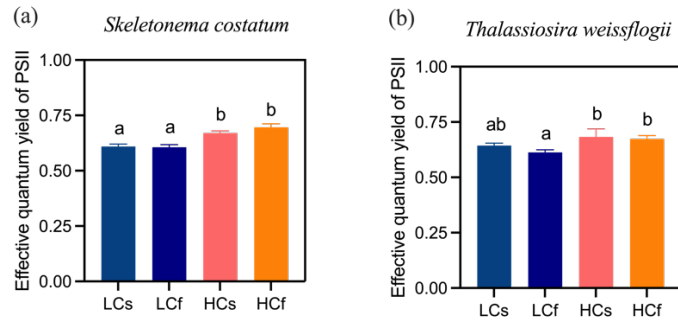 (a)
Skeletonema costatum
Effective quantum yield of PSII
1.00
0.75
0.50
0.25
0.00
a
a
b
b
LCs LCf HCs HCf
(b)
Thalassiosira weissflogii
Effective quantum yield of PSII
1.00
0.75
0.50
0.25
0.00
ab
a
b
b
LCs LCf HCs HCf